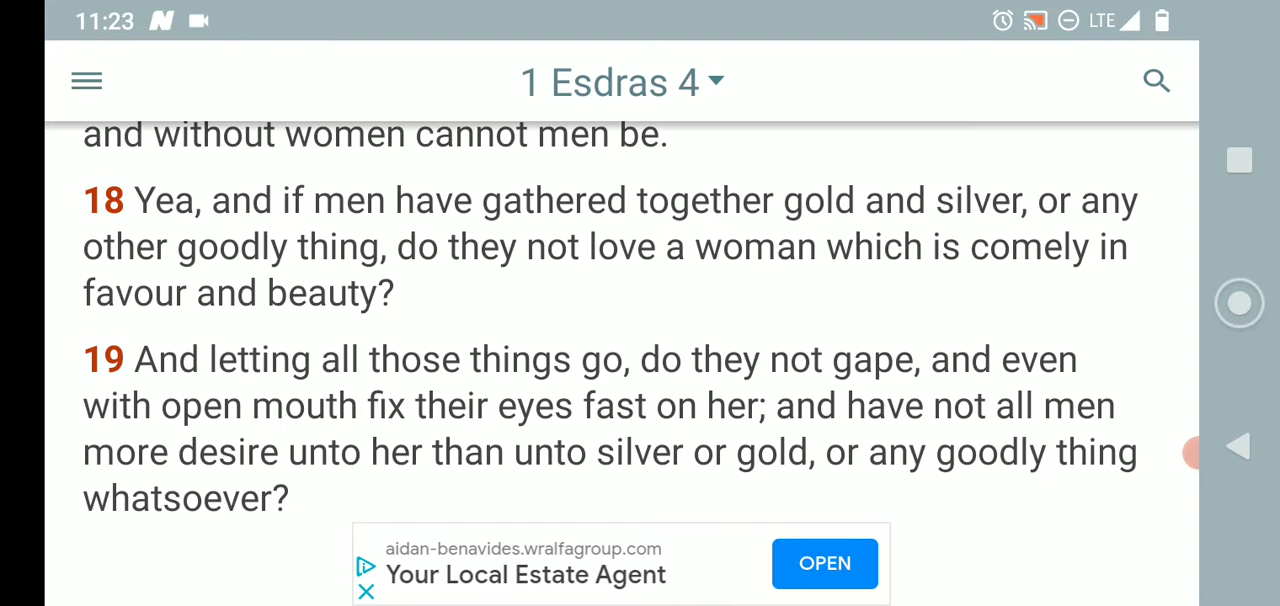 11:23
LTE
1 Esdras 4
and without women cannot men be.
18 Yea, and if men have gathered together gold and silver, or any
other goodly thing, do they not love a woman which is comely in
favour and beauty?
19 And letting all those things go, do they not gape, and even
with open mouth fix their eyes fast on her; and have not all men
more desire unto her than unto silver or gold, or any goodly thing
whatsoever?
aidan-benavides.wralfagroup.com
Your Local Estate Agent
OPEN